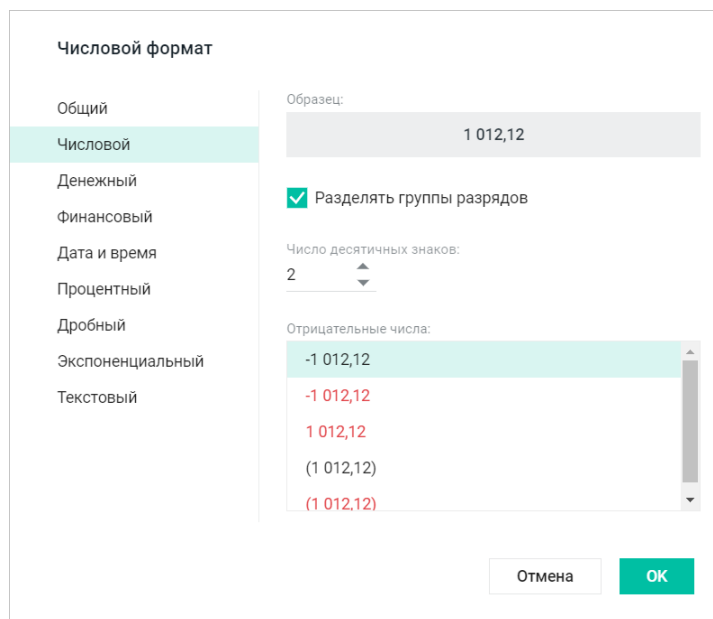 Числовой формат
Общий
Числовой
Денежный
Финансовый
Дата и время
Процентный
Дробный
Экспоненциальный
Текстовый
Образец:
1 012,12
Разделять группы разрядов
Число десятичных знаков:
2
Отрицательные числа:
-1 012,12
-1 012,12
1 012,12
(1 012,12)
(1 012,12)
Отмена
OK